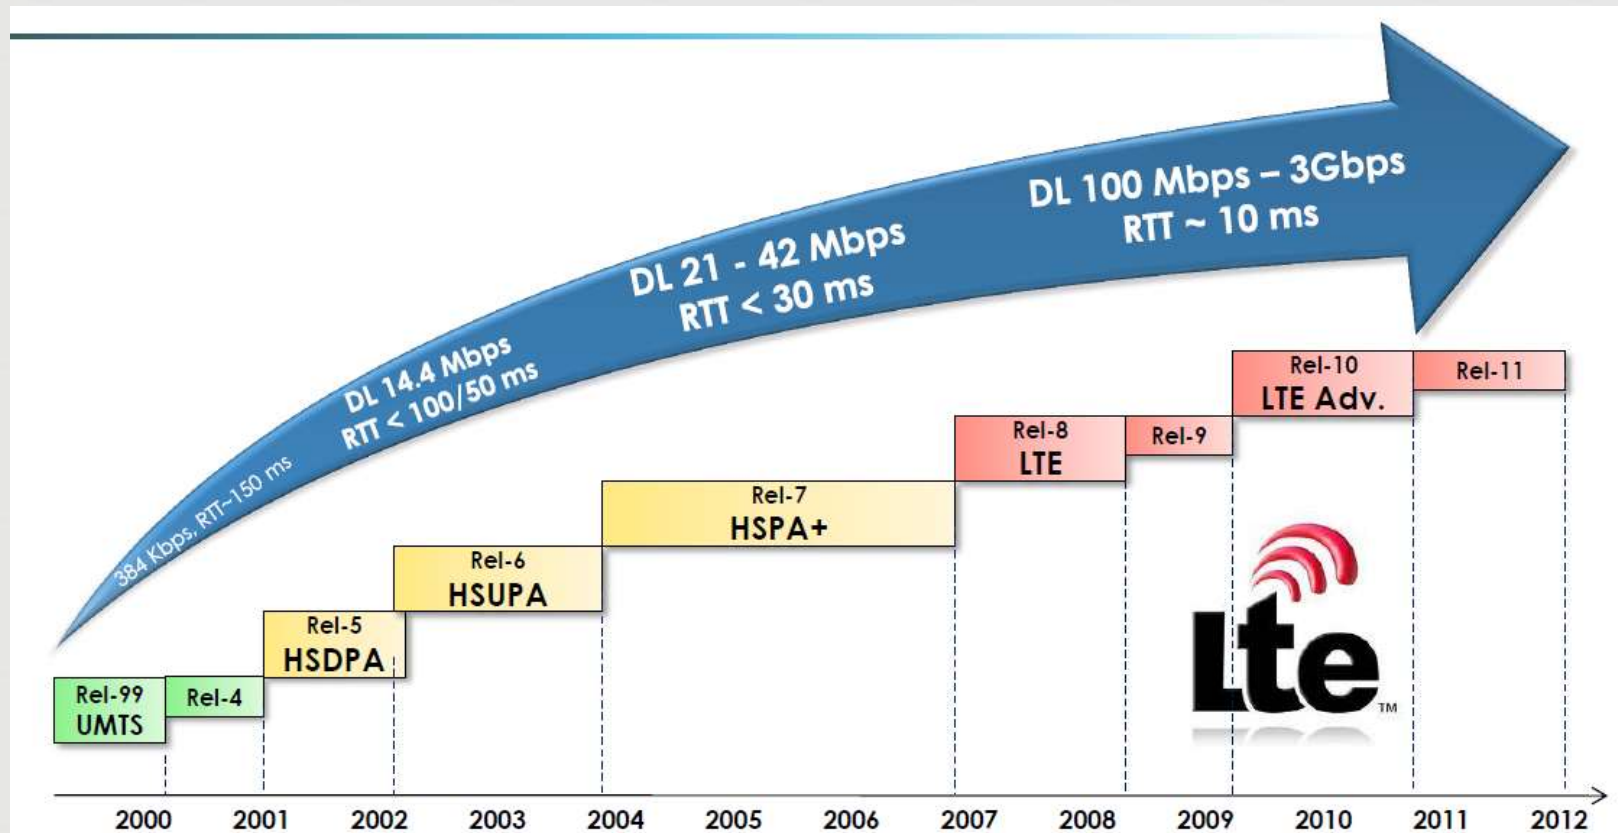 DL 100 Mbps – 3Gbps
RTT ~ 10 ms
DL 21 - 42 Mbps
RTT < 30 ms
DL 14.4 Mbps
RTT < 100/50 ms
384 Kbps, RTT~150 ms
Rel-10
LTE Adv.
Rel-11
Rel-8
LTE
Rel-9
Rel-7
HSPA+
Rel-6
HSUPA
Rel-5
HSDPA
Rel-99
UMTS
Rel-4
Lte
TM
2000 2001 2002 2003 2004 2005 2006 2007 2008 2009 2010 2011 2012